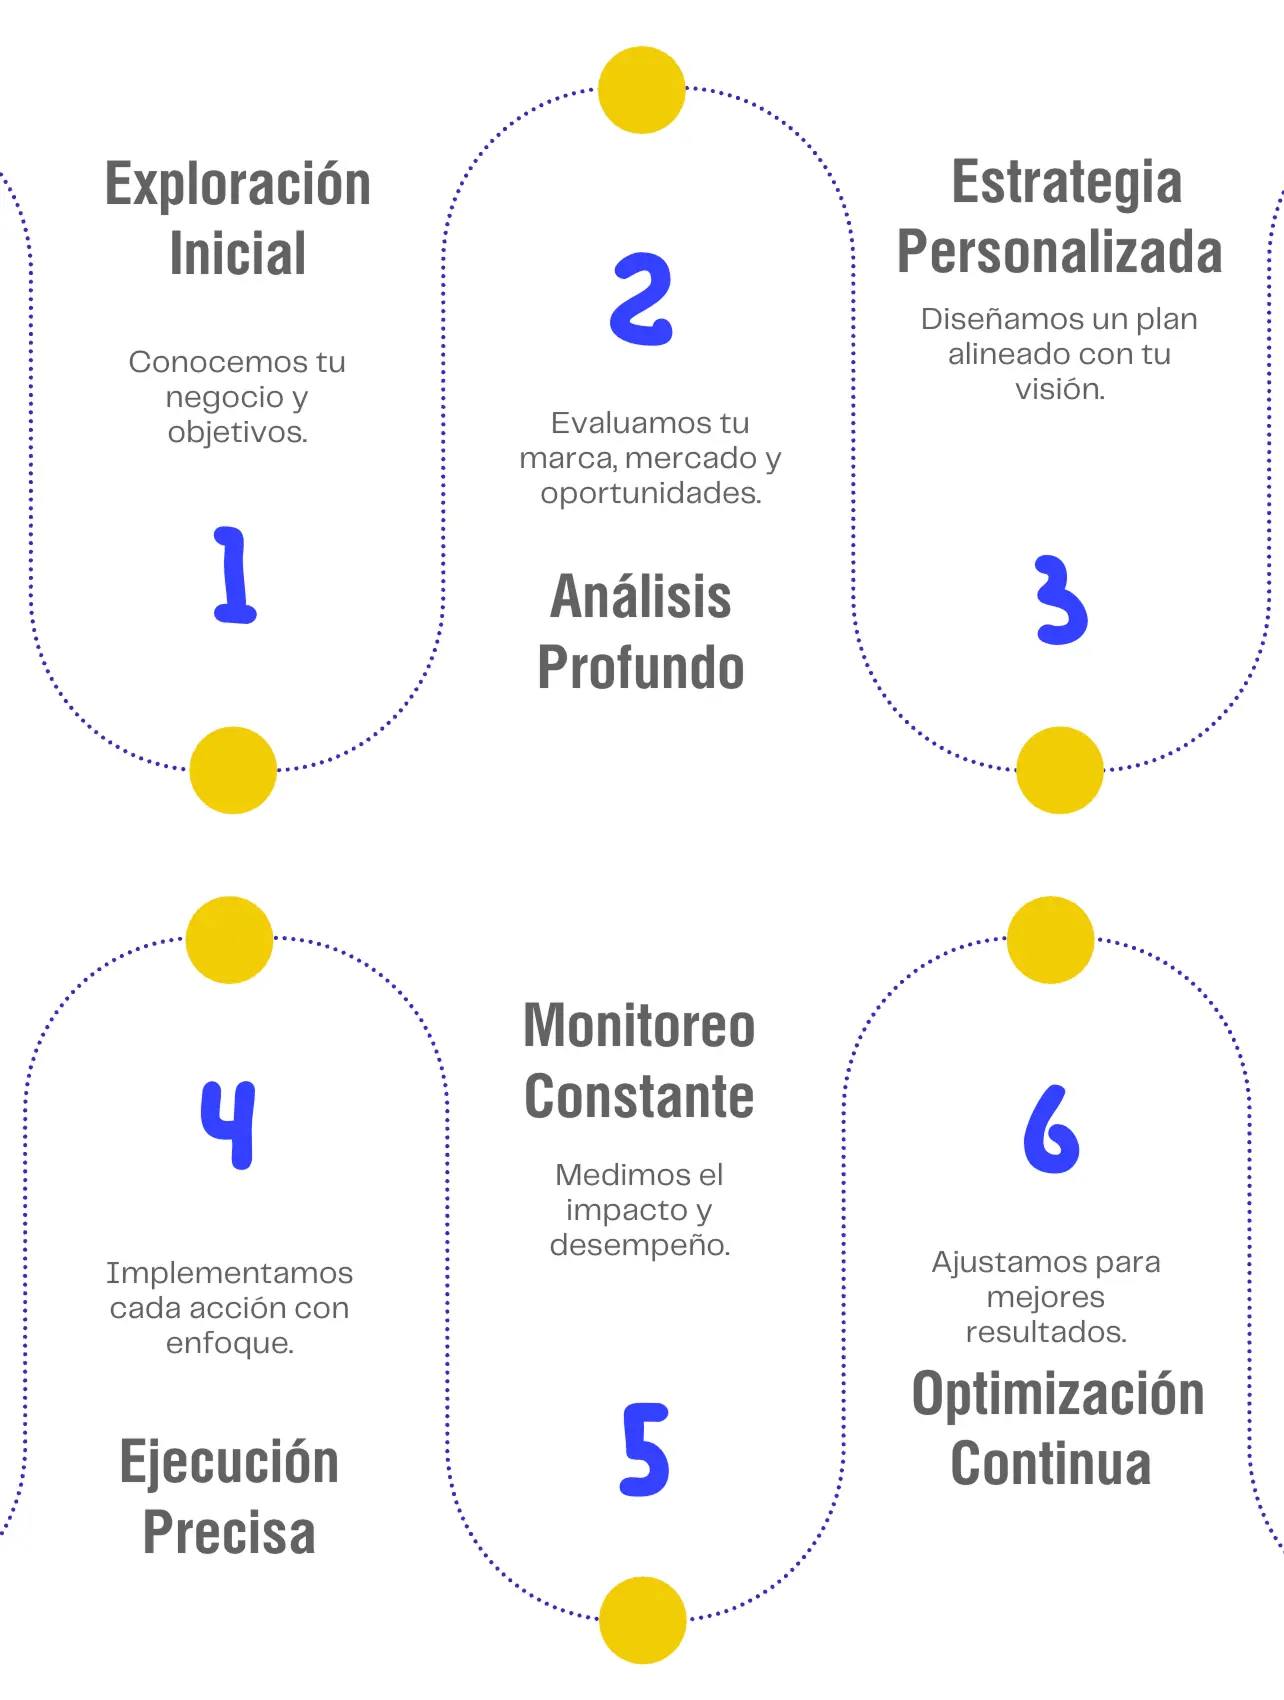 Exploración
Inicial
Conocemos tu
negocio y
objetivos.
1
2
Evaluamos tu
marca, mercado y
oportunidades.
Análisis
Profundo
Estrategia
Personalizada
Diseñamos un plan
alineado con tu
visión.
3
4
Implementamos
cada acción con
enfoque.
Ejecución
Precisa
Monitoreo
Constante
Medimos el
impacto y
desempeño.
5
6
Ajustamos para
mejores
resultados.
Optimización
Continua